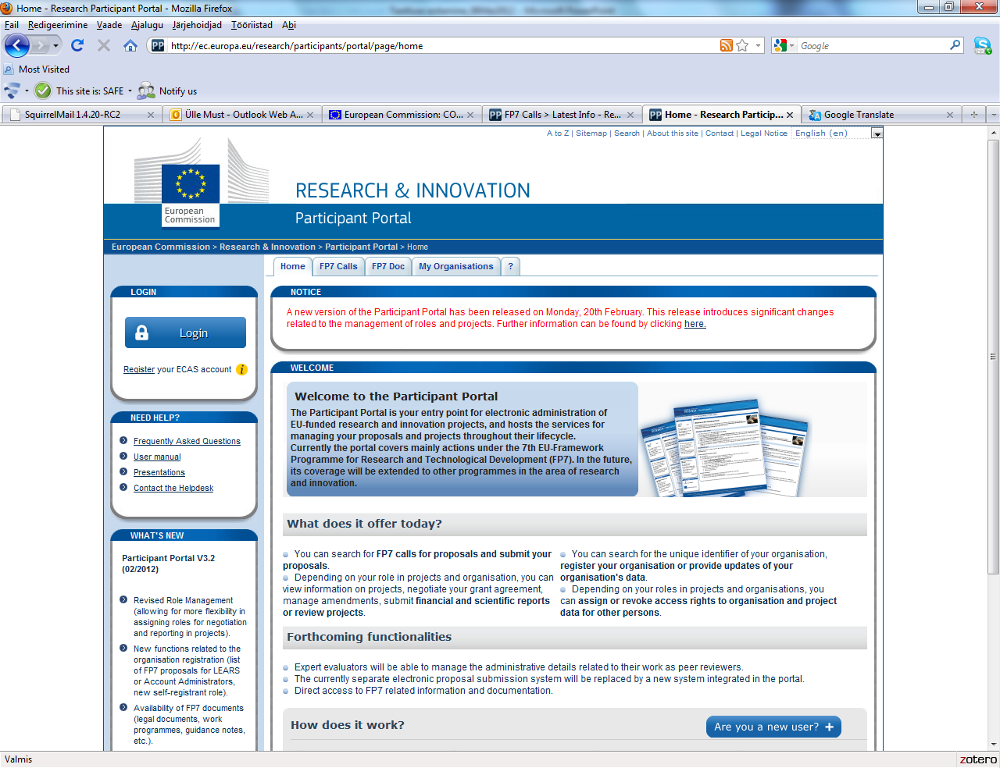 Home - Research Participant Portal - Mozilla Firefox
Fail Redigeerimine Vaade Ajalugu Järjehoidjad Tööriistad Abi
PP http://ec.europa.eu/research/participants/portal/page/home
Google
Most Visited
This site is: SAFE
Notify us
SquirrelMail 1.4.20-RC2
Ülle Must - Outlook Web A...
European Commission: CO...
PP FP7 Calls > Latest Info - Re...
PP Home - Research Particip...
Google Translate
A to Z | Sitemap | Search | About this site | Contact | Legal Notice
English (en)
European
Commission
RESEARCH & INNOVATION
Participant Portal
European Commission > Research & Innovation > Participant Portal > Home
Home
FP7 Calls
FP7 Doc
My Organisations
?
LOGIN
Login
Register your ECAS account i
NEED HELP?
Frequently Asked Questions
User manual
Presentations
Contact the Helpdesk
WHAT'S NEW
Participant Portal V3.2
(02/2012)
Revised Role Management
(allowing for more flexibility in
assigning roles for negotiation
and reporting in projects).
New functions related to the
organisation registration (list
of FP7 proposals for LEARS
or Account Administrators,
new self-registrant role).
Availability of FP7 documents
(legal documents, work
programmes, guidance notes,
etc.).
NOTICE
A new version of the Participant Portal has been released on Monday, 20th February. This release introduces significant changes
related to the management of roles and projects. Further information can be found by clicking here.
WELCOME
Welcome to the Participant Portal
The Participant Portal is your entry point for electronic administration of
EU-funded research and innovation projects, and hosts the services for
managing your proposals and projects throughout their lifecycle.
Currently the portal covers mainly actions under the 7th EU-Framework
Programme for Research and Technological Development (FP7). In the future,
its coverage will be extended to other programmes in the area of research
and innovation.
What does it offer today?
You can search for FP7 calls for proposals and submit your
proposals.
Depending on your role in projects and organisation, you can
view information on projects, negotiate your grant agreement,
manage amendments, submit financial and scientific reports
or review projects.
You can search for the unique identifier of your organisation,
register your organisation or provide updates of your
organisation's data.
Depending on your roles in projects and organisations, you
can assign or revoke access rights to organisation and project
data for other persons.
Forthcoming functionalities
Expert evaluators will be able to manage the administrative details related to their work as peer reviewers.
The currently separate electronic proposal submission system will be replaced by a new system integrated in the portal.
Direct access to FP7 related information and documentation.
How does it work?
Are you a new user? +
Valmis
zotero